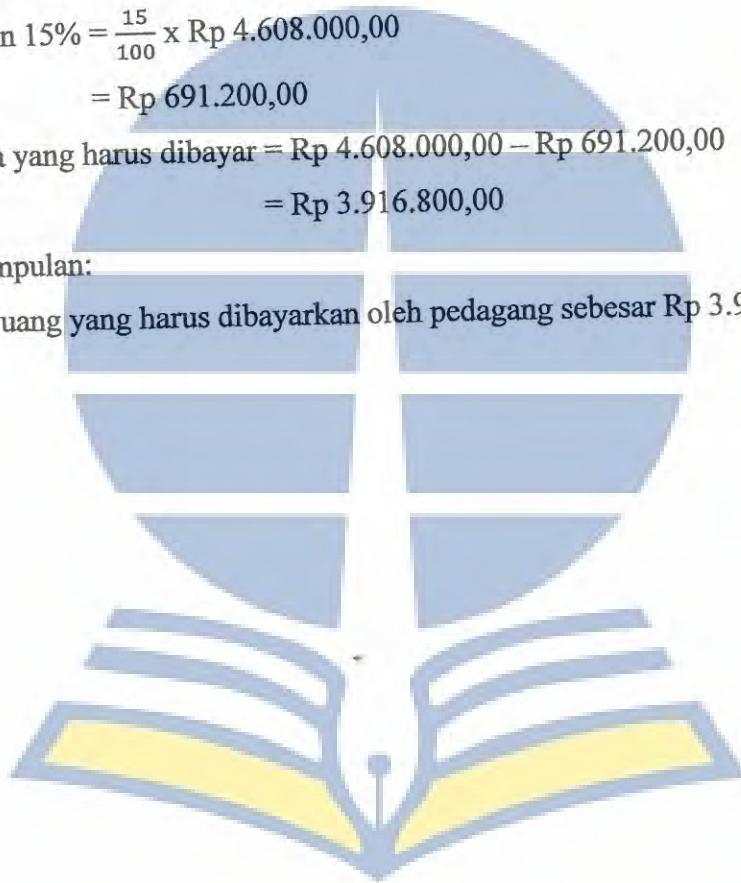 n 15% = 15/100 x Rp 4.608.000,00
= Rp 691.200,00
yang harus dibayar = Rp 4.608.000,00 – Rp 691.200,00
= Rp 3.916.800,00
npulan:
uang yang harus dibayarkan oleh pedagang sebesar Rp 3.9